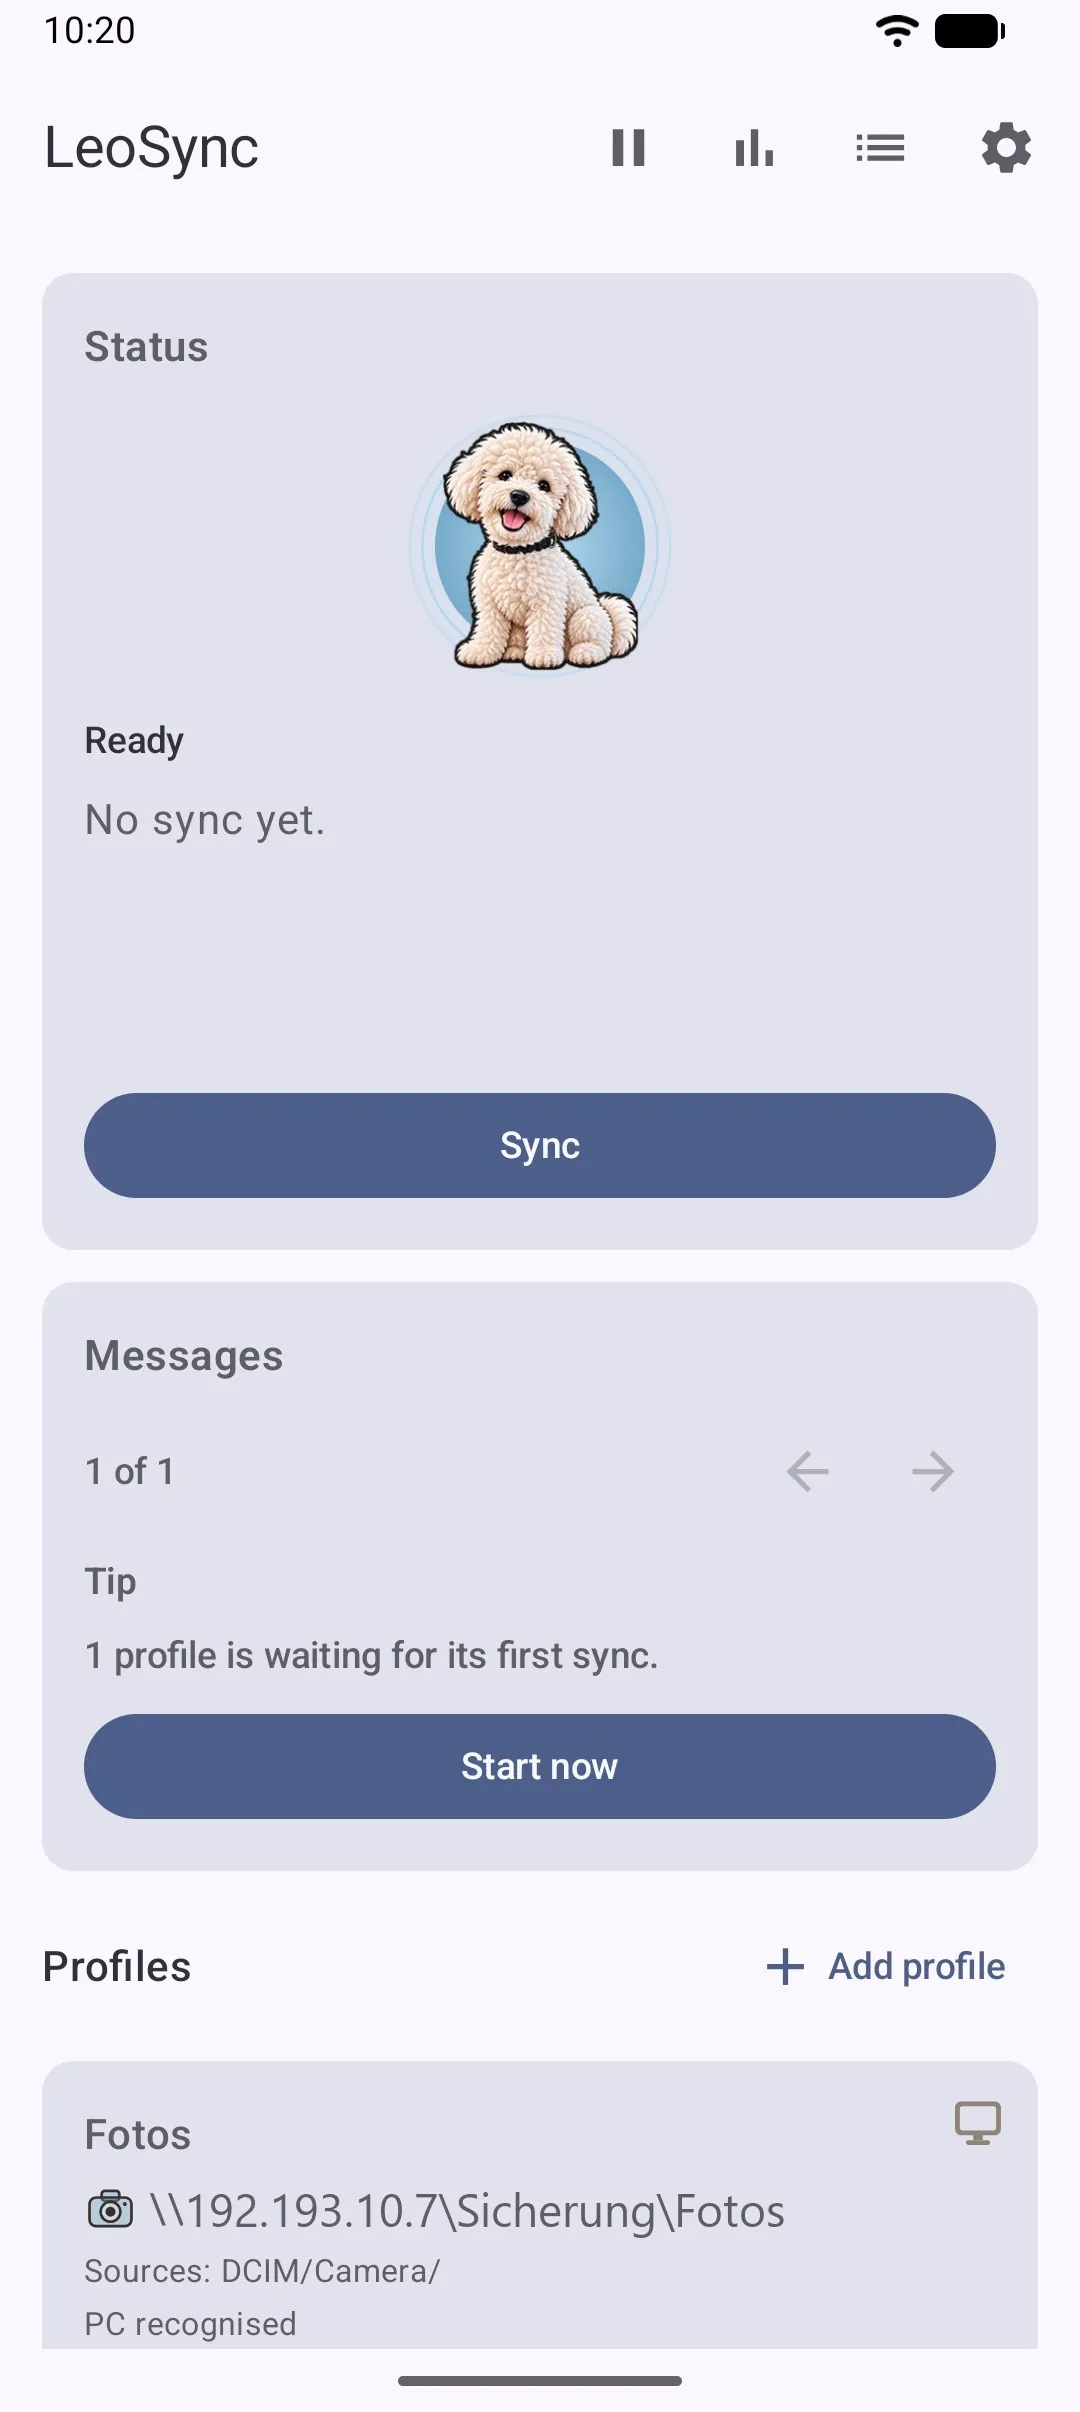 10:20
LeoSync
Status
Ready
No sync yet.
Sync
Messages
1 of 1
Tip
1 profile is waiting for its first sync.
Start now
Profiles
Add profile
Fotos
\\192.193.10.7\Sicherung\Fotos
Sources: DCIM/Camera/
PC recognised